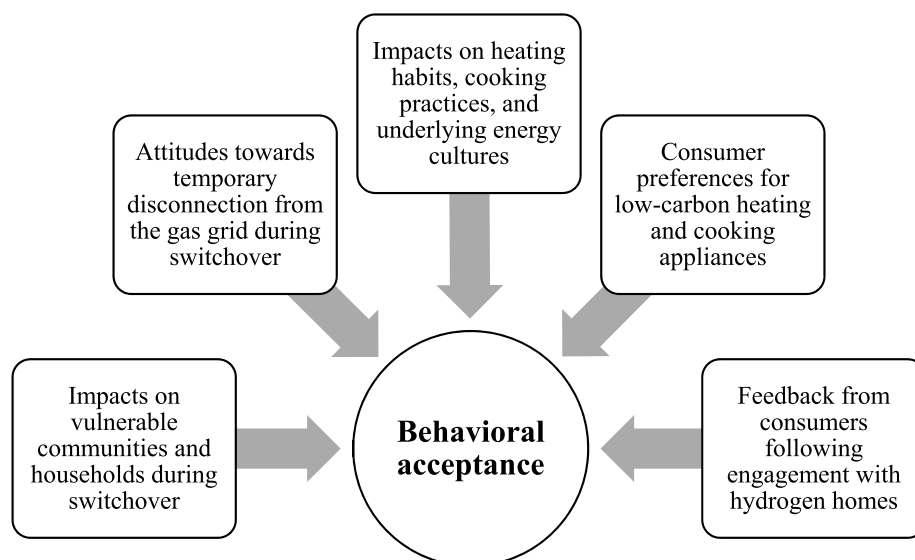 Impacts on heating
habits, cooking
practices, and
underlying energy
cultures
Attitudes towards
temporary
disconnection from
the gas grid during
switchover
Consumer
preferences for
low-carbon heating
and cooking
appliances
Impacts on
vulnerable
communities and
households during
switchover
Behavioral
acceptance
Feedback from
consumers
following
engagement with
hydrogen homes